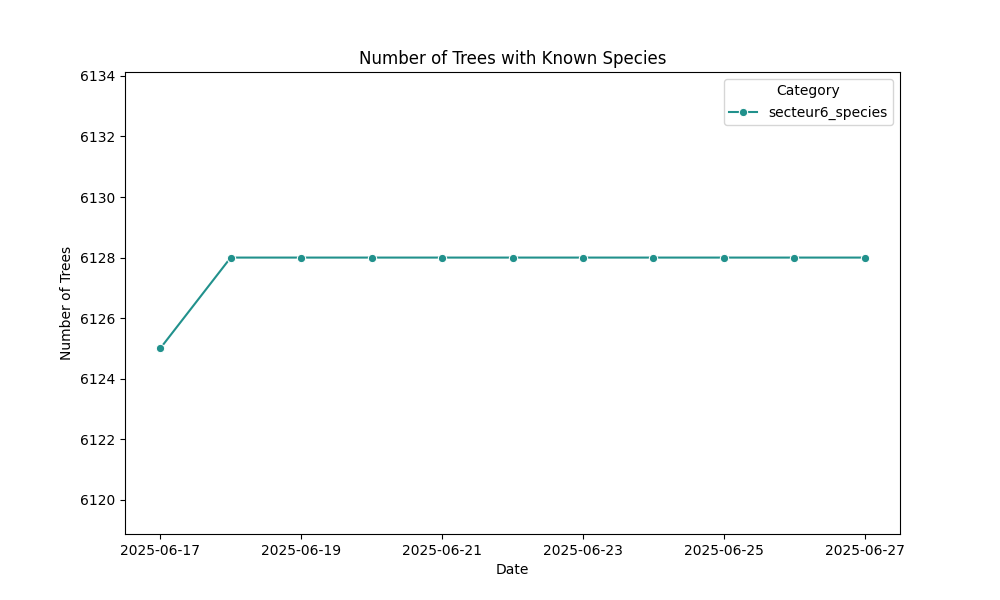 Number of Trees with Known Species
Category
secteur6_species
Number of Trees
6134
6132
6130
6128
6126
6124
6122
6120
2025-06-17
2025-06-19
2025-06-21
2025-06-23
2025-06-25
2025-06-27
Date